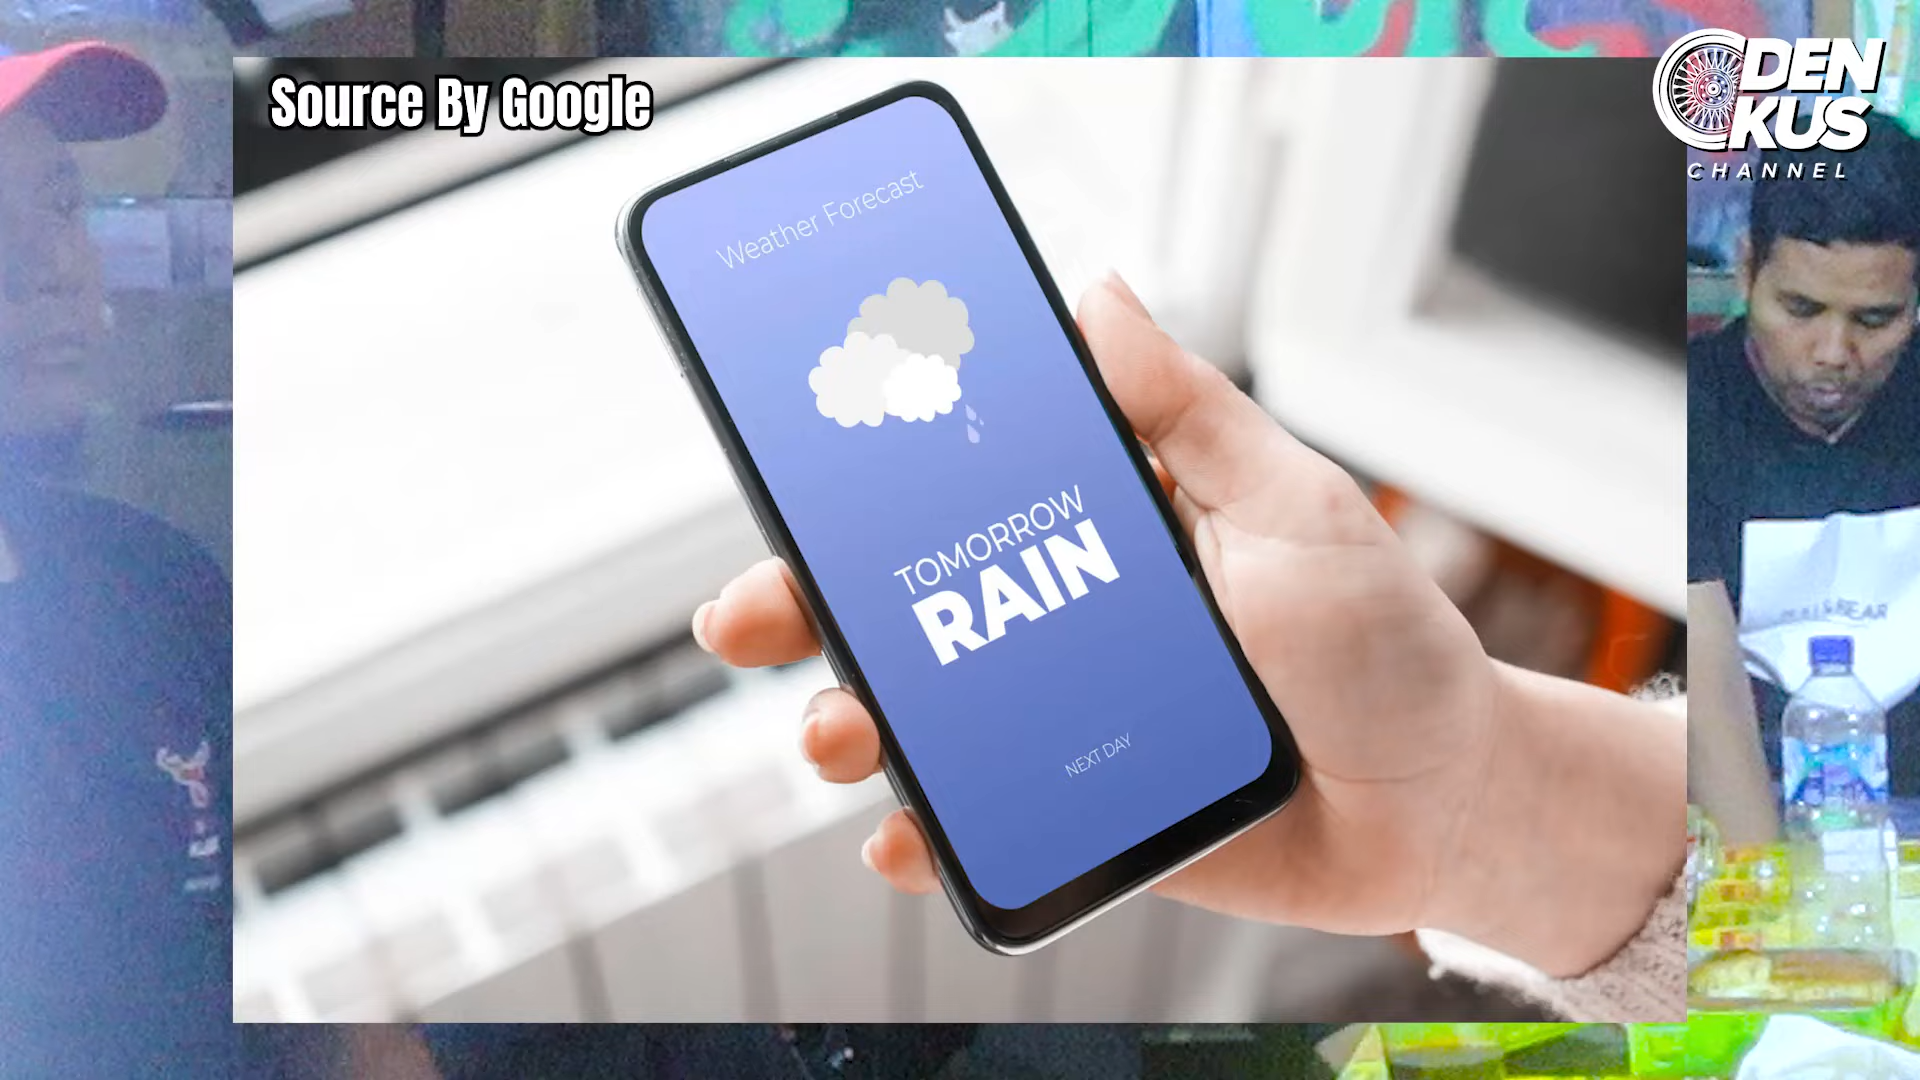 Source By Google
DEN
KUS
CHANNEL
Weather Forecast
TOMORROW
RAIN
NEXT DAY